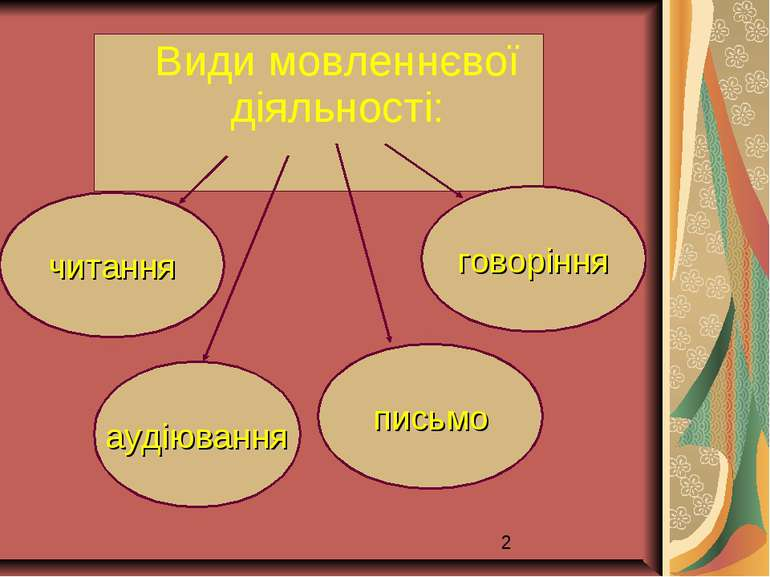 Види мовленнєвої
діяльності:
читання
говоріння
аудіювання
письмо
2